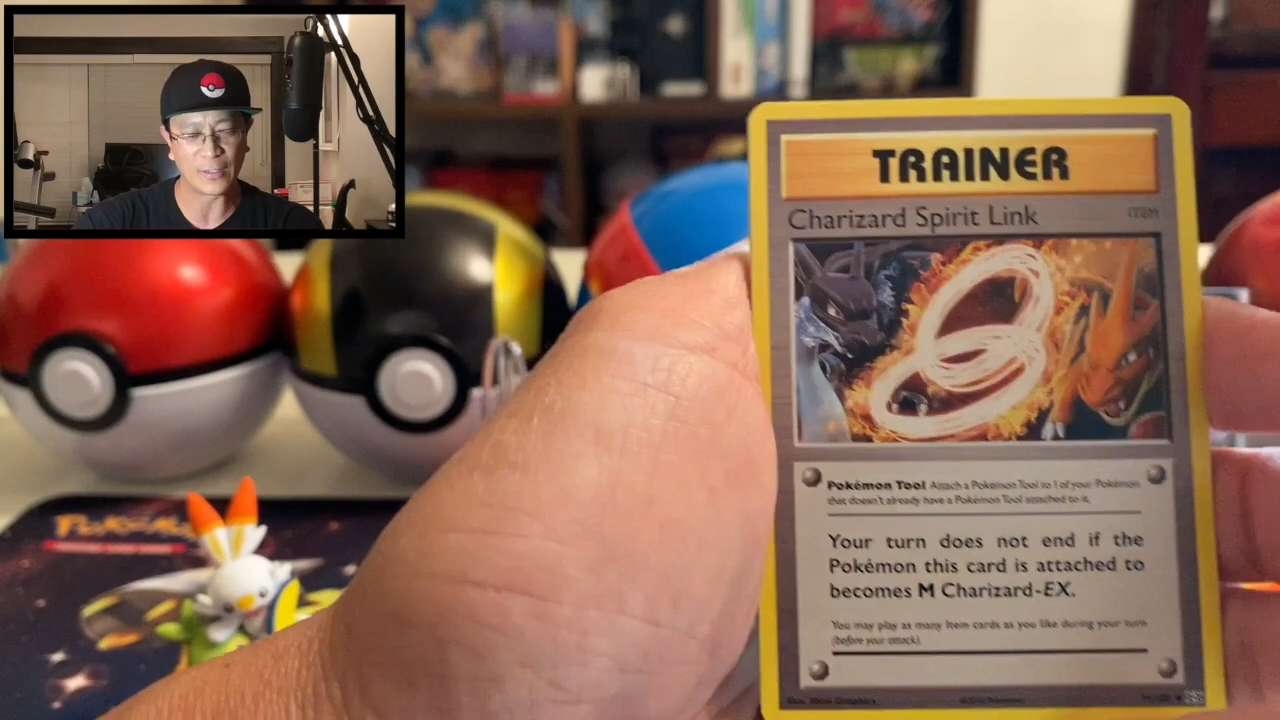 TRAINER
Charizard Spirit Link ITEM
Pokémon Tool Attach a Pokémon Tool to 1 of your Pokémon
that doesn't already have a Pokémon Tool attached to it.
Your turn does not end if the
Pokémon this card is attached to
becomes M Charizard-EX.
You may play as many Item cards as you like during your turn
(before your attack).
POKÉMON